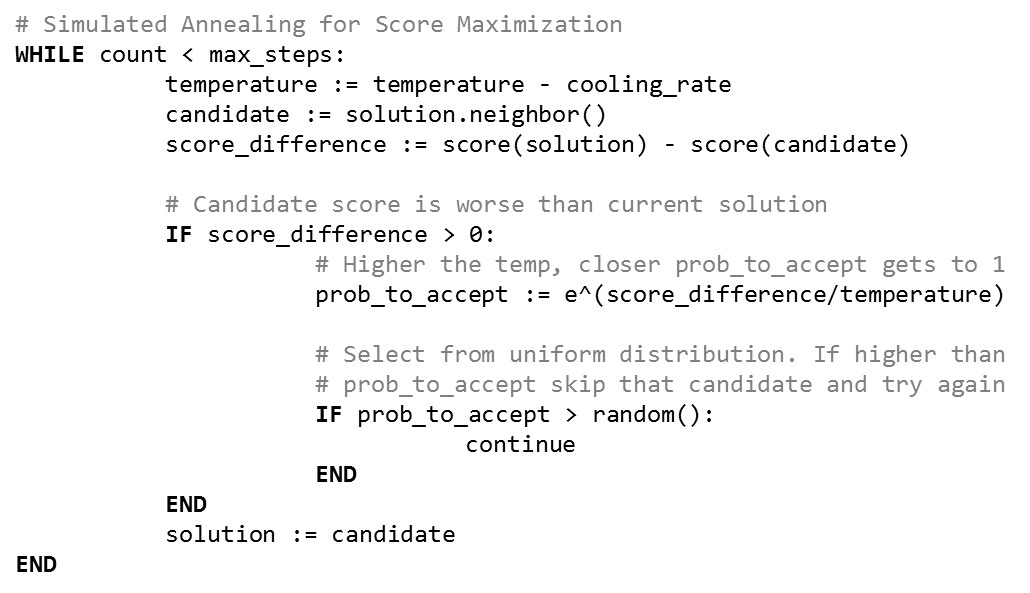 # Simulated Annealing for Score Maximization
WHILE count < max_steps:
temperature := temperature - cooling_rate
candidate := solution.neighbor()
score_difference := score(solution) - score(candidate)
# Candidate score is worse than current solution
IF score_difference > 0:
# Higher the temp, closer prob_to_accept gets to 1
prob_to_accept := e^(score_difference/temperature)
# Select from uniform distribution. If higher than
# prob_to_accept skip that candidate and try again
IF prob_to_accept > random():
continue
END
END
solution := candidate
END